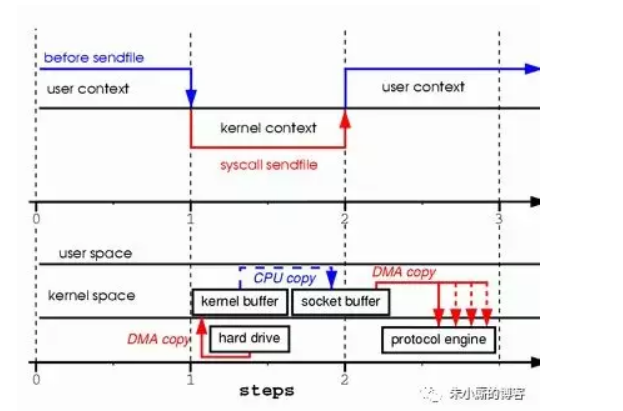 before sendfile
user context
user context
kernel context
syscall sendfile
0
1
2
3
user space
CPU copy
DMA copy
kernel space
kernel buffer
socket buffer
DMA copy
hard drive
protocol engine
0
1
2
steps
朱小厮的博客